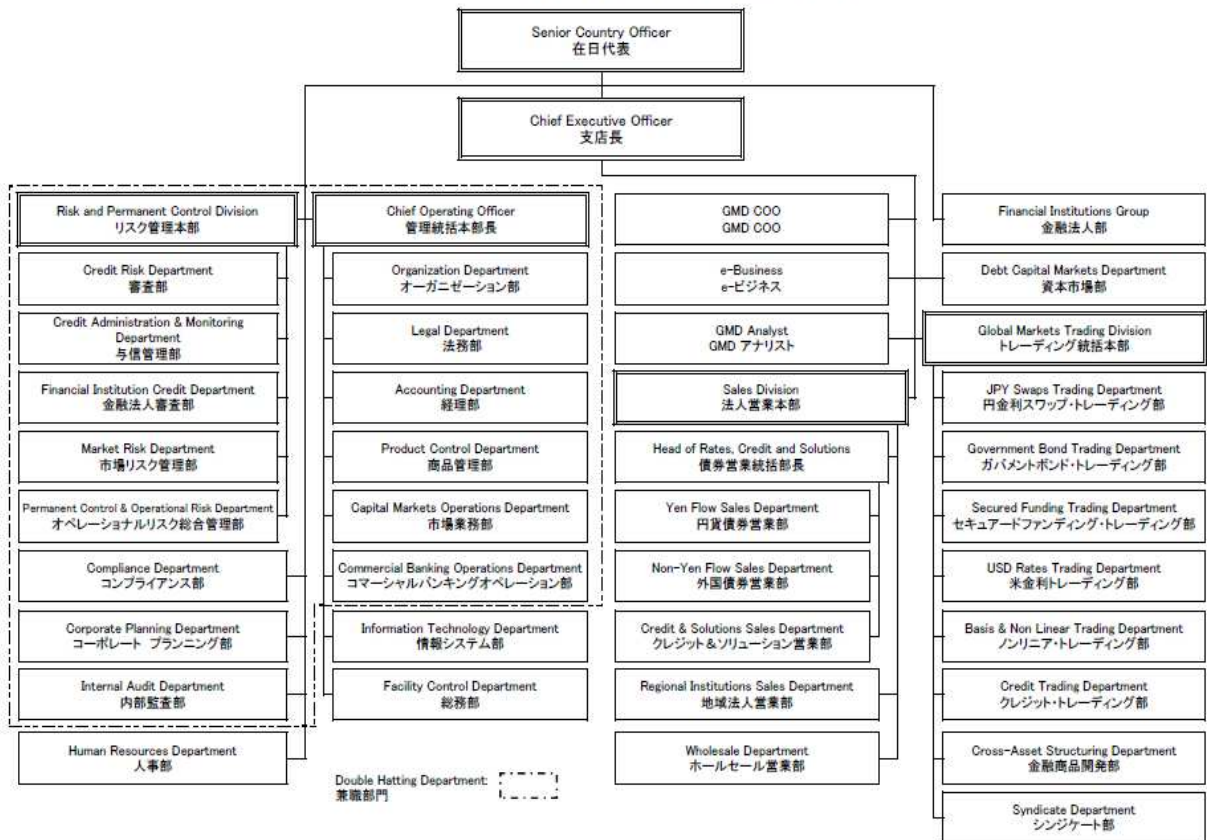 Senior Country Officer
在日代表
Chief Executive Officer
支店長
Risk and Permanent Control Division
リスク管理本部
Credit Risk Department
審査部
Credit Administration & Monitoring
Department
与信管理部
Financial Institution Credit Department
金融法人審査部
Market Risk Department
市場リスク管理部
Permanent Control & Operational Risk Department
オペレーショナルリスク総合管理部
Compliance Department
コンプライアンス部
Corporate Planning Department
コーポレート プランニング部
Internal Audit Department
内部監査部
Human Resources Department
人事部
Chief Operating Officer
管理統括本部長
Organization Department
オーガニゼーション部
Legal Department
法務部
Accounting Department
経理部
Product Control Department
商品管理部
Capital Markets Operations Department
市場業務部
Commercial Banking Operations Department
コマーシャルバンキングオペレーション部
Information Technology Department
情報システム部
Facility Control Department
総務部
Double Hatting Department:
兼職部門
GMD COO
GMD COO
e-Business
e-ビジネス
GMD Analyst
GMD アナリスト
Sales Division
法人営業本部
Head of Rates, Credit and Solutions
債券営業統括部長
Yen Flow Sales Department
円貨債券営業部
Non-Yen Flow Sales Department
外国債券営業部
Credit & Solutions Sales Department
クレジット＆ソリューション営業部
Regional Institutions Sales Department
地域法人営業部
Wholesale Department
ホールセール営業部
Financial Institutions Group
金融法人部
Debt Capital Markets Department
資本市場部
Global Markets Trading Division
トレーディング統括本部
JPY Swaps Trading Department
円金利スワップ・トレーディング部
Government Bond Trading Department
ガバメントボンド・トレーディング部
Secured Funding Trading Department
セキュアードファンディング・トレーディング部
USD Rates Trading Department
米金利トレーディング部
Basis & Non Linear Trading Department
ノンリニア・トレーディング部
Credit Trading Department
クレジット・トレーディング部
Cross-Asset Structuring Department
金融商品開発部
Syndicate Department
シンジケート部